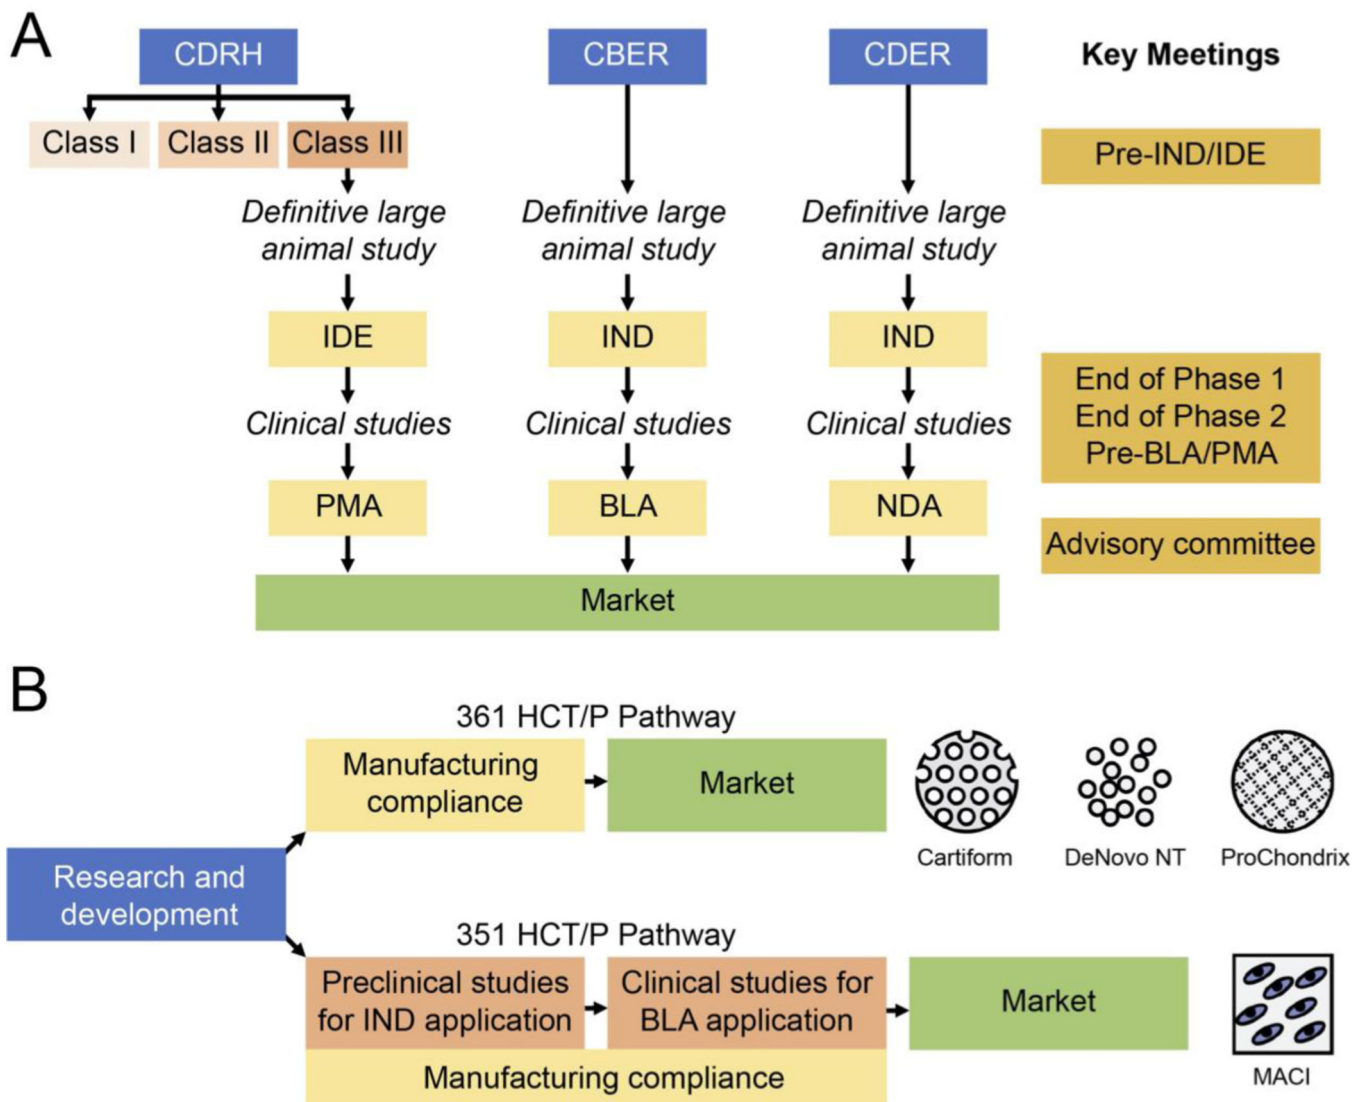 A
CDRH
CBER
CDER
Key Meetings
Class I
Class II
Class III
Pre-IND/IDE
Definitive large
animal study
Definitive large
animal study
Definitive large
animal study
IDE
IND
IND
End of Phase 1
End of Phase 2
Pre-BLA/PMA
Clinical studies
Clinical studies
Clinical studies
PMA
BLA
NDA
Advisory committee
Market
B
361 HCT/P Pathway
Manufacturing
compliance
Market
Cartiform
DeNovo NT
ProChondrix
Research and
development
351 HCT/P Pathway
Preclinical studies
for IND application
Clinical studies for
BLA application
Market
Manufacturing compliance
MACI